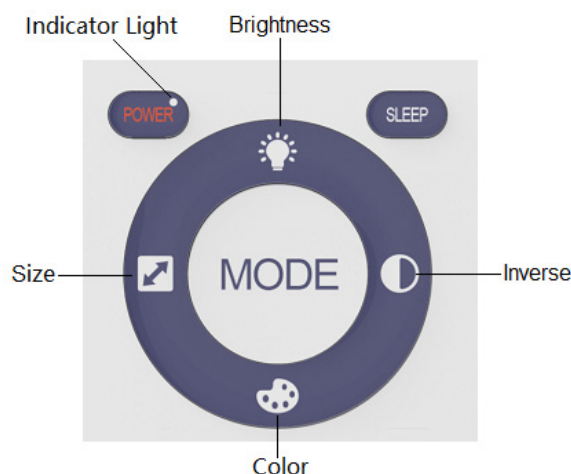 Indicator Light
Brightness
POWER
SLEEP
Size
MODE
Inverse
Color